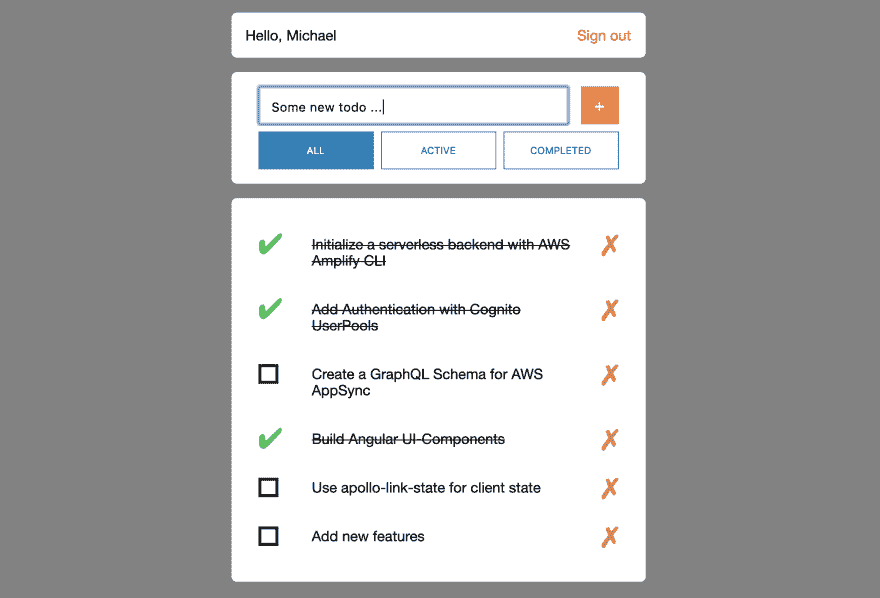 Hello, Michael
Sign out
Some new todo ...
+
ALL
ACTIVE
COMPLETED
Initialize a serverless backend with AWS
Amplify CLI
Add Authentication with Cognito
UserPools
Create a GraphQL Schema for AWS
AppSync
Build Angular UI-Components
Use apollo-link-state for client state
Add new features